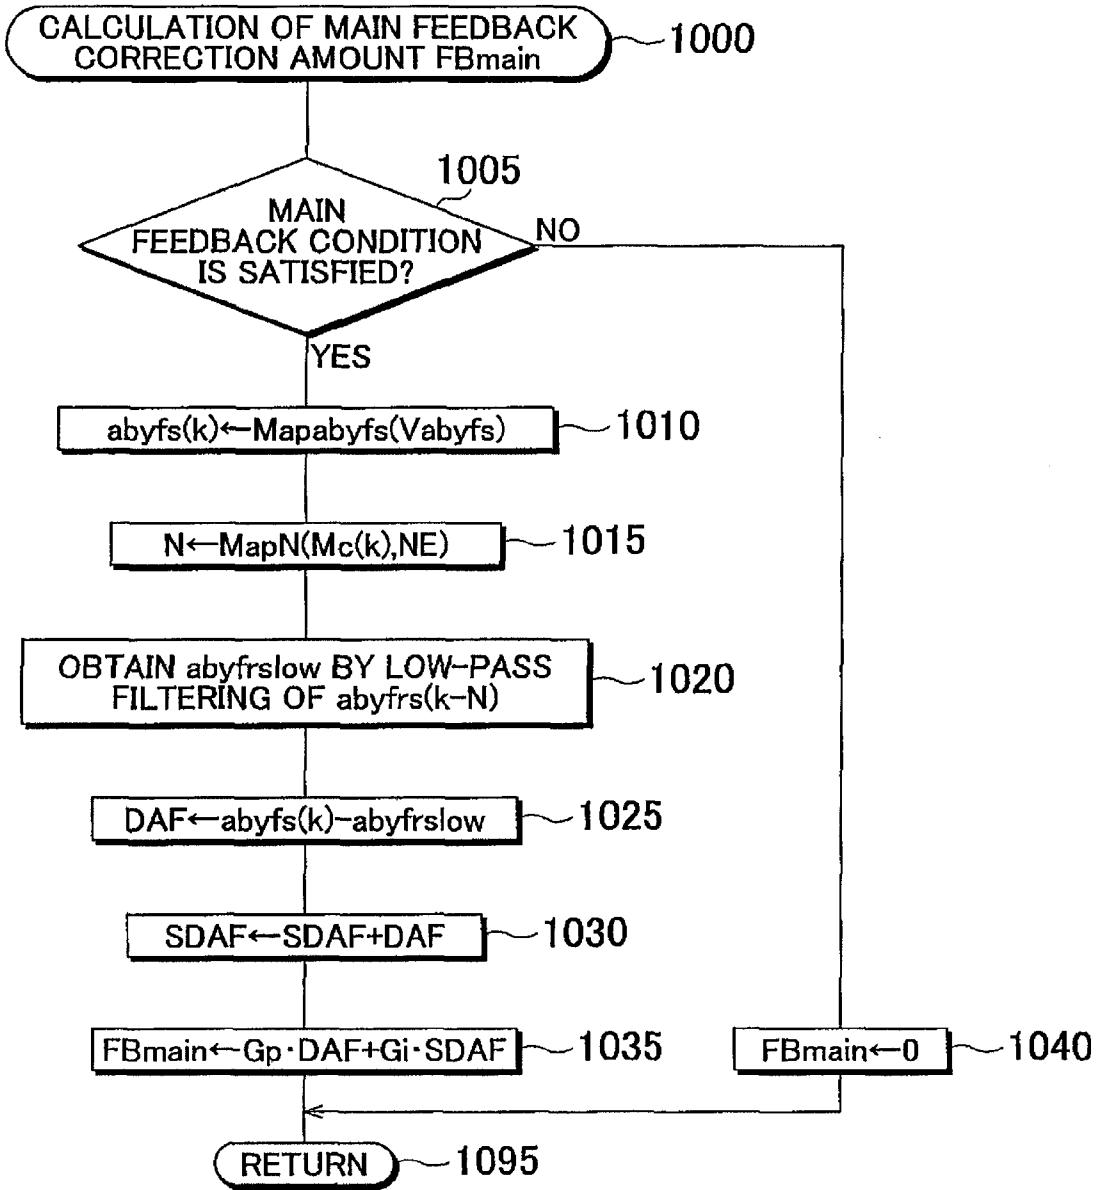 CALCULATION OF MAIN FEEDBACK
CORRECTION AMOUNT FBmain
1000
1005
MAIN
FEEDBACK CONDITION
IS SATISFIED?
NO
YES
abyfs(k)←Mapabyfs(Vabyfs)
1010
N←MapN(Mc(k),NE)
1015
OBTAIN abyfrslow BY LOW-PASS
FILTERING OF abyfrs(k-N)
1020
DAF←abyfs(k)-abyfrslow
1025
SDAF←SDAF+DAF
1030
FBmain←Gp·DAF+Gi·SDAF
1035
FBmain←0
1040
RETURN
1095